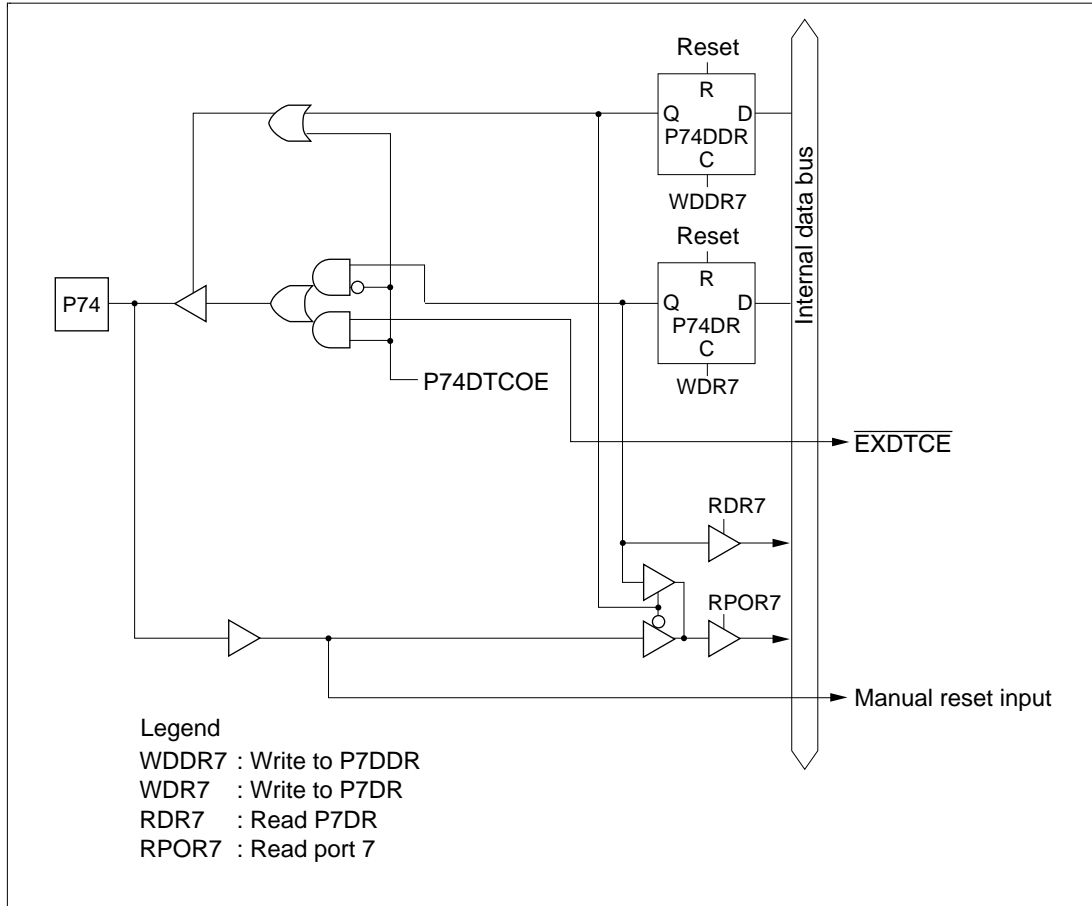 Reset
R
Q D
P74DDR
C
WDDR7
Reset
R
Q D
P74DR
C
WDR7
Internal data bus
P74
P74DTCOE
EXDTCE
RDR7
RPOR7
Manual reset input
Legend
WDDR7 : Write to P7DDR
WDR7 : Write to P7DR
RDR7 : Read P7DR
RPOR7 : Read port 7